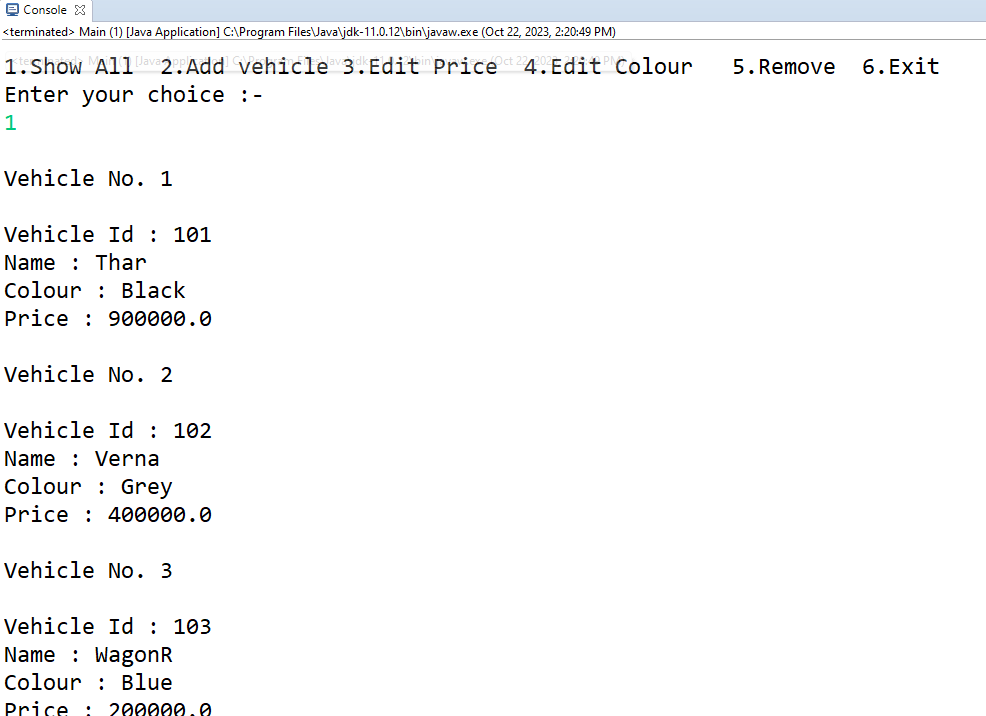 Console
<terminated> Main (1) [Java Application] C:\Program Files\Java\jdk-11.0.12\bin\javaw.exe (Oct 22, 2023, 2:20:49 PM)
1.Show All 2.Add vehicle 3.Edit Price 4.Edit Colour 5.Remove 6.Exit
Enter your choice :-
1
Vehicle No. 1
Vehicle Id : 101
Name : Thar
Colour : Black
Price : 900000.0
Vehicle No. 2
Vehicle Id : 102
Name : Verna
Colour : Grey
Price : 400000.0
Vehicle No. 3
Vehicle Id : 103
Name : WagonR
Colour : Blue
Price : 200000.0